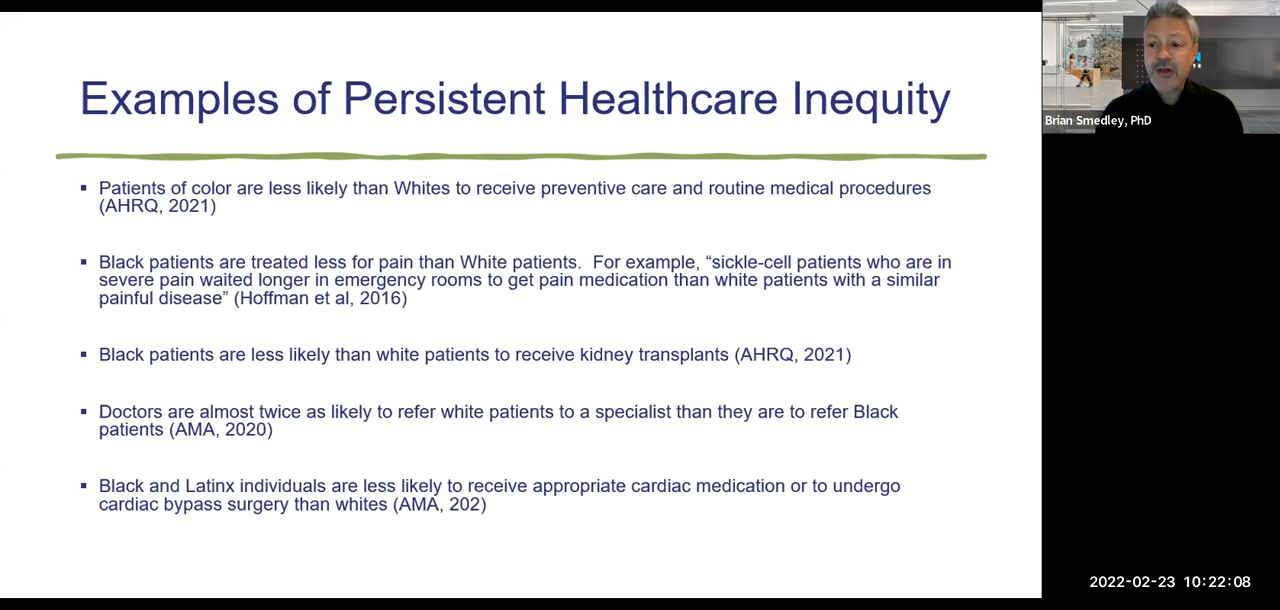 Examples of Persistent Healthcare Inequity
▪ Patients of color are less likely than Whites to receive preventive care and routine medical procedures
(AHRQ, 2021)
▪ Black patients are treated less for pain than White patients.  For example, “sickle-cell patients who are in
severe pain waited longer in emergency rooms to get pain medication than white patients with a similar
painful disease” (Hoffman et al, 2016)
▪ Black patients are less likely than white patients to receive kidney transplants (AHRQ, 2021)
▪ Doctors are almost twice as likely to refer white patients to a specialist than they are to refer Black
patients (AMA, 2020)
▪ Black and Latinx individuals are less likely to receive appropriate cardiac medication or to undergo
cardiac bypass surgery than whites (AMA, 202)
Brian Smedley, PhD
2022-02-23 10:22:08